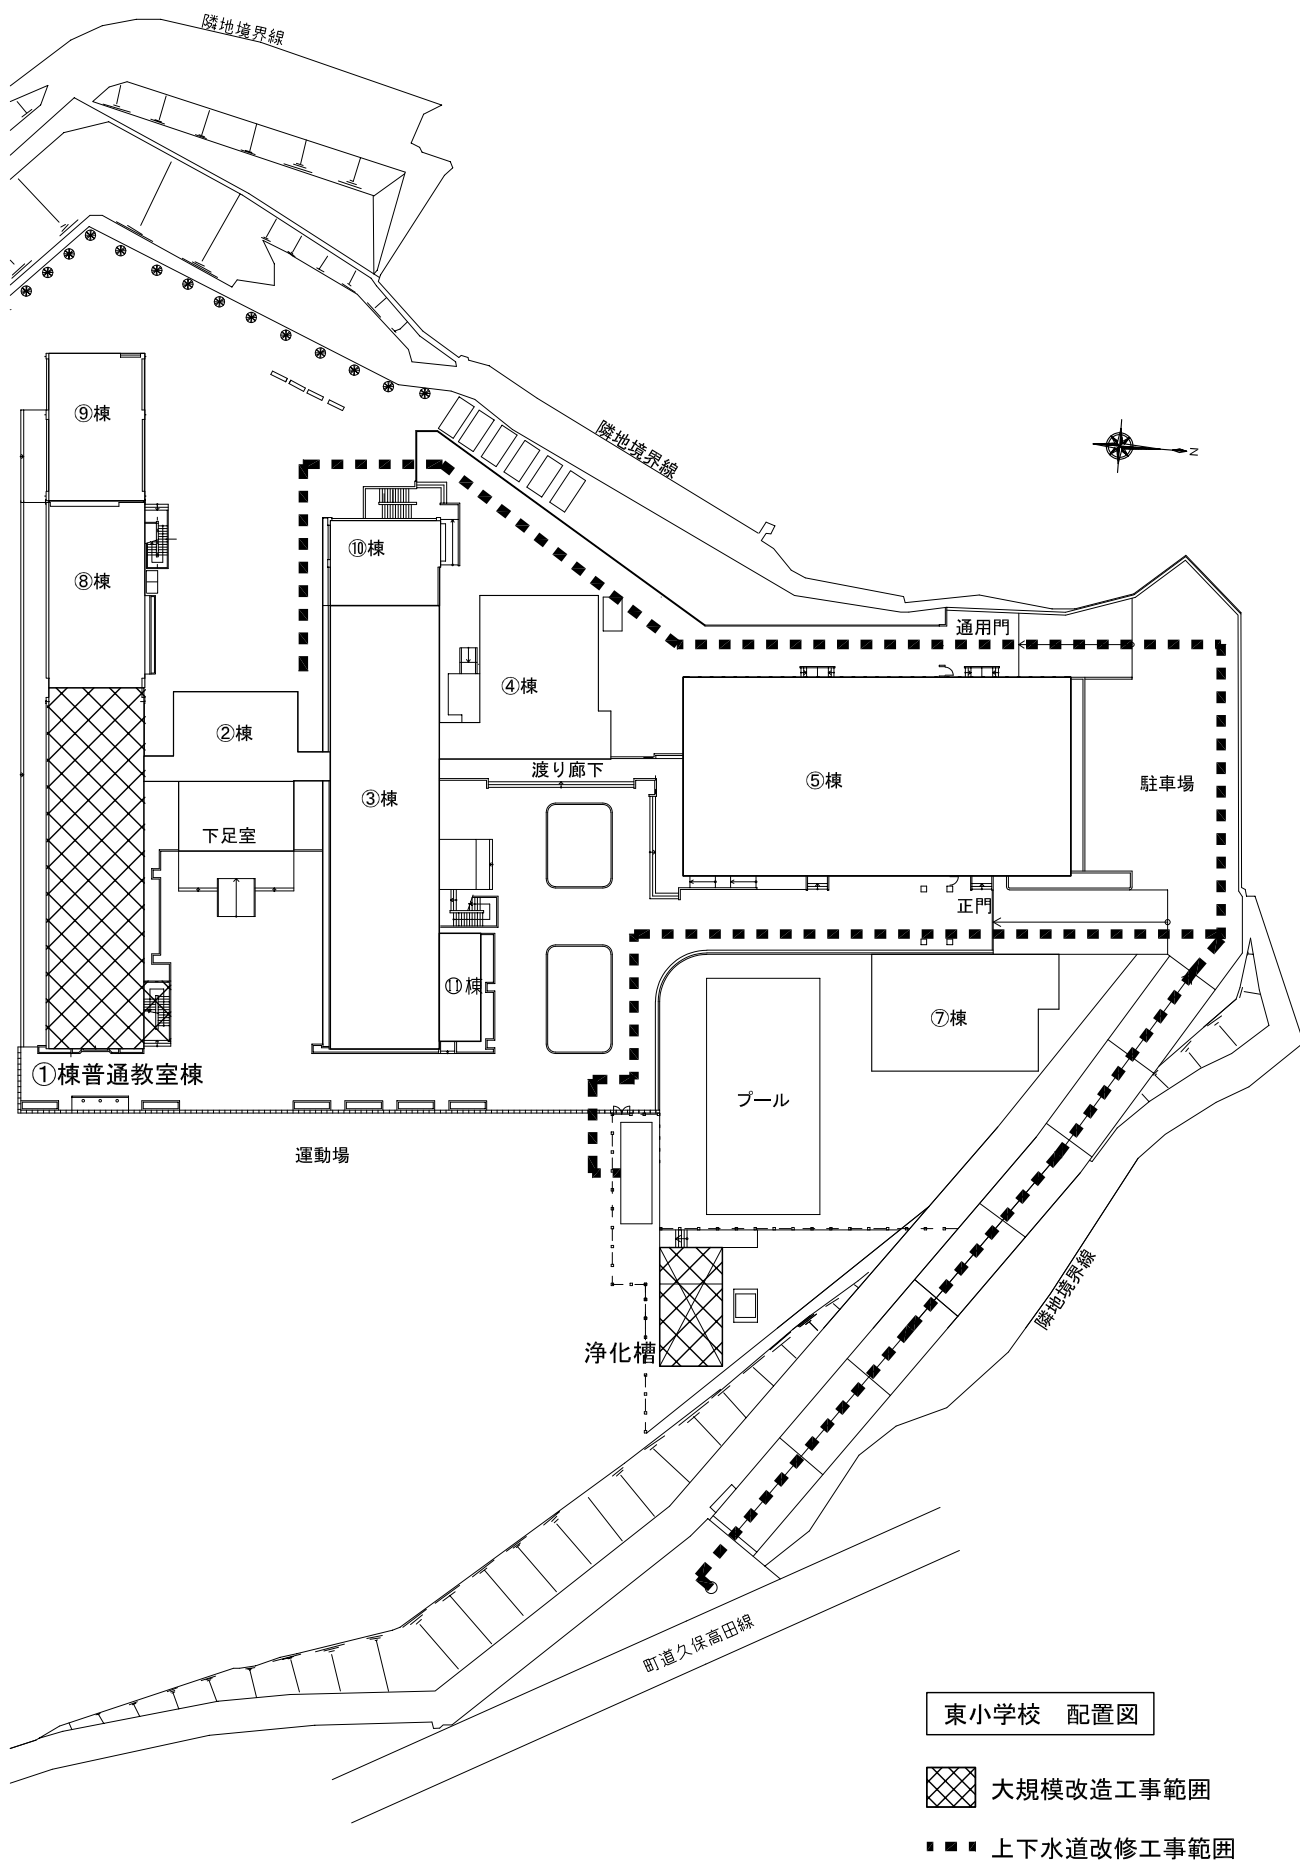 隣地境界線
隣地境界線
N
⑨棟
⑩棟
⑧棟
通用門
④棟
②棟
渡り廊下
⑤棟
駐車場
③棟
下足室
正門
⑪棟
⑦棟
①棟普通教室棟
プール
運動場
隣地境界線
浄化槽
町道久保高田線
東小学校　配置図
大規模改造工事範囲
上下水道改修工事範囲